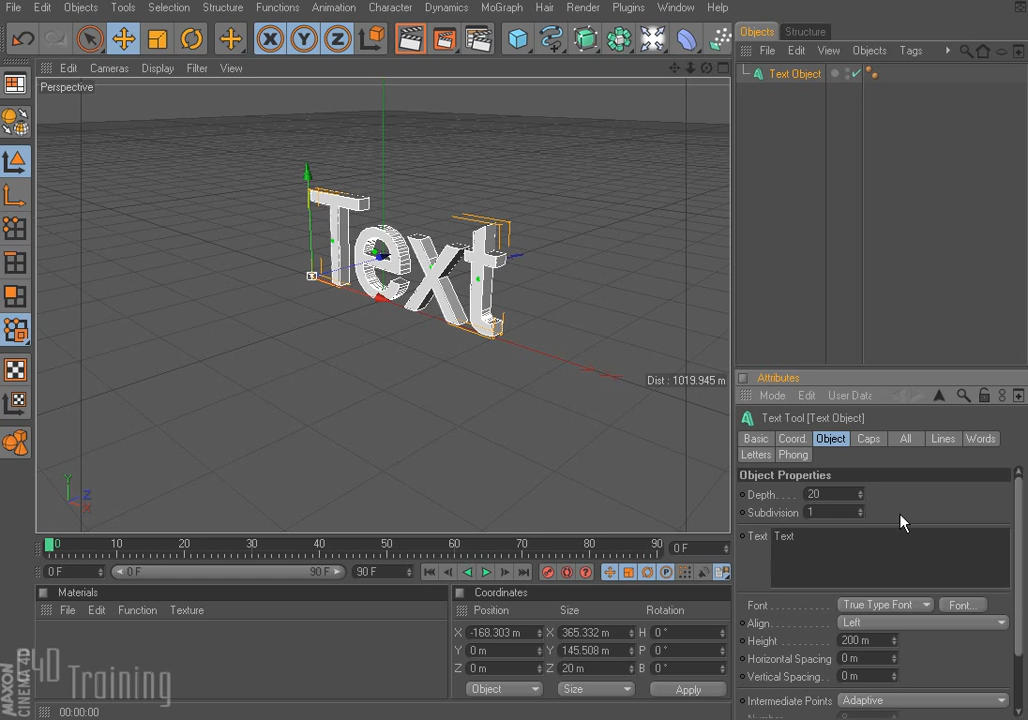 File Edit Objects Tools Selection Structure Functions Animation Character Dynamics MoGraph Hair Render Plugins Window Help
X Y Z
Objects Structure
File Edit View Objects Tags
Text Object
Edit Cameras Display Filter View
Perspective
Text
Dist : 1019.945 m
Y
Z
X
Attributes
Mode Edit User Data
Text Tool [Text Object]
Basic Coord. Object Caps All Lines Words
Letters Phong
Object Properties
Depth. . . . 20
Subdivision 1
Text Text
Font . . . . . . . . . . . True Type Font Font...
Align. . . . . . . . . . . Left
Height . . . . . . . . . 200 m
Horizontal Spacing 0 m
Vertical Spacing. . 0 m
Intermediate Points Adaptive
Number
0 10 20 30 40 50 60 70 80 90 0 F
0 F 0 F 90 F 90 F
Materials
File Edit Function Texture
Coordinates
Position Size Rotation
X -168.303 m X 365.332 m H 0 °
Y 0 m Y 145.508 m P 0 °
Z 0 m Z 20 m B 0 °
Object Size Apply
MAXON
CINEMA 4D
4D Training
00:00:00